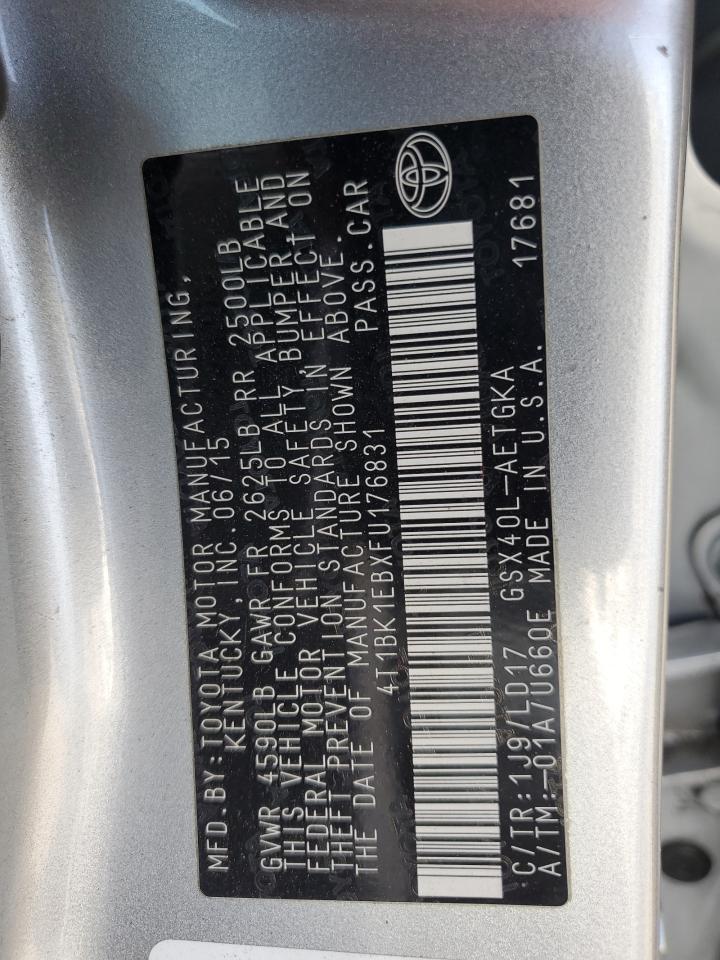 MFD.BY:TOYOTA MOTOR MANUFACTURING,
KENTUCKY, INC. 06/15
GVWR 4590LB GAWR FR 2625LB RR 2500LB
THIS VEHICLE CONFORMS TO ALL APPLICABLE
FEDERAL MOTOR VEHICLE SAFETY, BUMPER, AND
THEFT PREVENTION STANDARDS IN EFFECT ON
THE DATE OF MANUFACTURE SHOWN ABOVE.
4T1BK1EBXFU176831 PASS.CAR
C/TR:1J9/LD17 GSX40L-AETGKA 17681
A/TM:-01A/U660E MADE IN U.S.A.